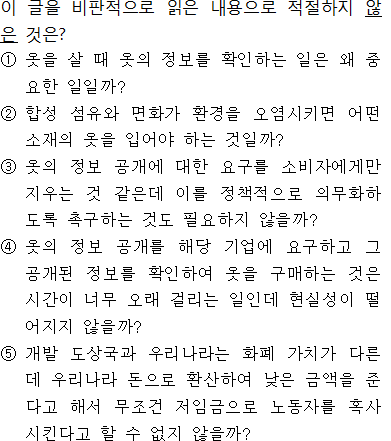 이 글을 비판적으로 읽은 내용으로 적절하지 않
은 것은?
① 옷을 살 때 옷의 정보를 확인하는 일은 왜 중
요한 일일까?
② 합성 섬유와 면화가 환경을 오염시키면 어떤
소재의 옷을 입어야 하는 것일까?
③ 옷의 정보 공개에 대한 요구를 소비자에게만
지우는 것 같은데 이를 정책적으로 의무화하
도록 촉구하는 것도 필요하지 않을까?
④ 옷의 정보 공개를 해당 기업에 요구하고 그
공개된 정보를 확인하여 옷을 구매하는 것은
시간이 너무 오래 걸리는 일인데 현실성이 떨
어지지 않을까?
⑤ 개발 도상국과 우리나라는 화폐 가치가 다른
데 우리나라 돈으로 환산하여 낮은 금액을 준
다고 해서 무조건 저임금으로 노동자를 혹사
시킨다고 할 수 없지 않을까?